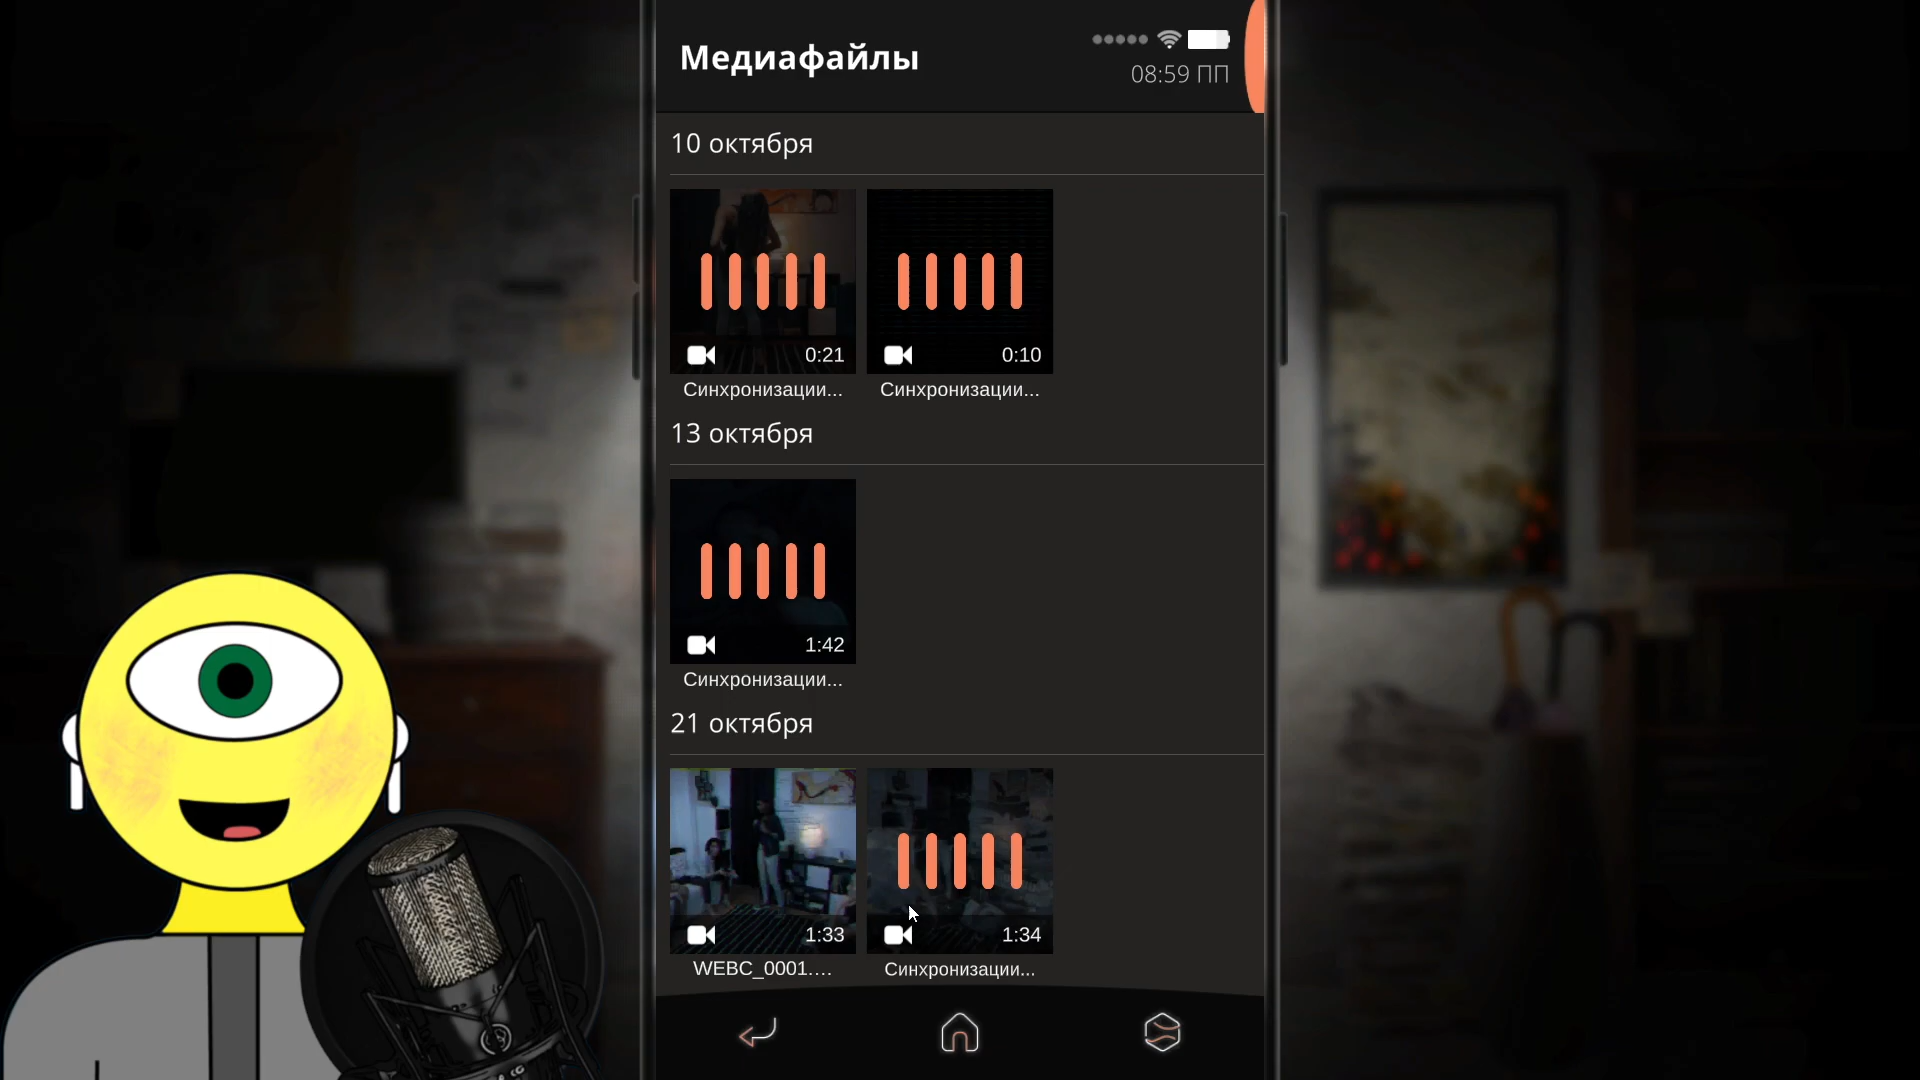 Медиафайлы
08:59 ПП
10 октября
0:21
0:10
Синхронизации...
Синхронизации...
13 октября
1:42
Синхронизации...
21 октября
1:33
1:34
WEBC_0001....
Синхронизации...